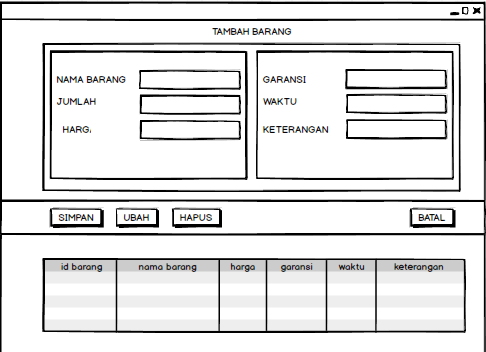 TAMBAH BARANG
NAMA BARANG
JUMLAH
HARG
GARANSI
WAKTU
KETERANGAN
SIMPAN UBAH HAPUS BATAL
id barang nama barang harga garansi waktu keterangan